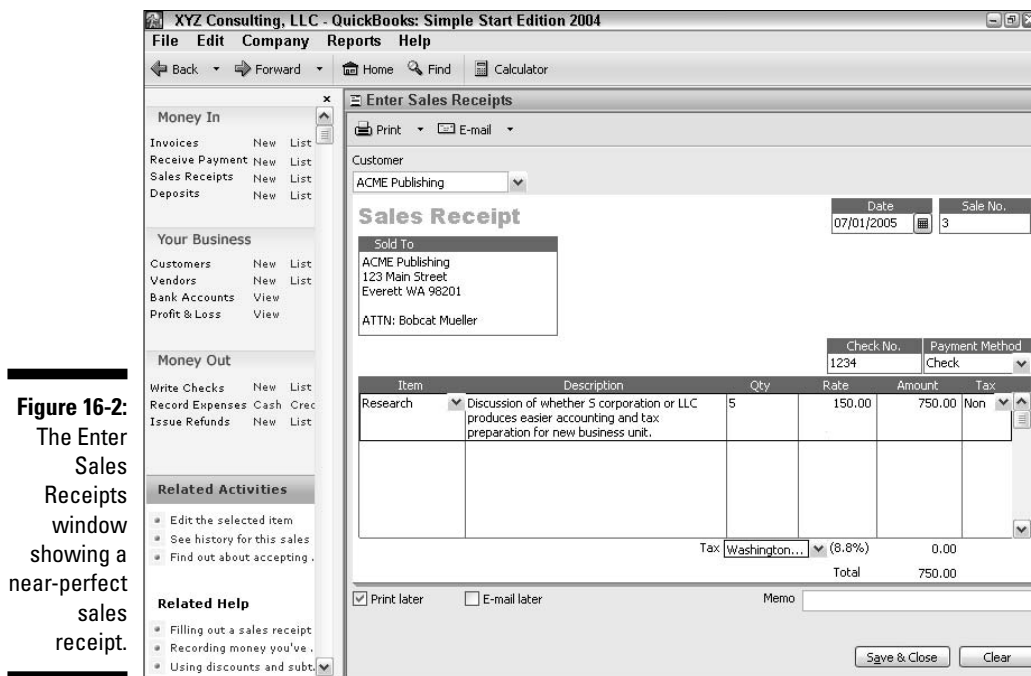 XYZ Consulting, LLC - QuickBooks: Simple Start Edition 2004
File Edit Company Reports Help
Back Forward Home Find Calculator
Money In
Invoices New List
Receive Payment New List
Sales Receipts New List
Deposits New List
Your Business
Customers New List
Vendors New List
Bank Accounts View
Profit & Loss View
Money Out
Write Checks New List
Record Expenses Cash Crec
Issue Refunds New List
Related Activities
Edit the selected item
See history for this sales
Find out about accepting .
Related Help
Filling out a sales receipt
Recording money you've .
Using discounts and subt.
Enter Sales Receipts
Print E-mail
Customer
ACME Publishing
Sales Receipt
Date Sale No.
07/01/2005 3
Sold To
ACME Publishing
123 Main Street
Everett WA 98201
ATTN: Bobcat Mueller
Check No. Payment Method
1234 Check
Item Description Qty Rate Amount Tax
Research Discussion of whether S corporation or LLC 5 150.00 750.00 Non
produces easier accounting and tax
preparation for new business unit.
Tax Washington... (8.8%) 0.00
Total 750.00
Print later E-mail later Memo
Save & Close Clear
Figure 16-2:
The Enter
Sales
Receipts
window
showing a
near-perfect
sales
receipt.